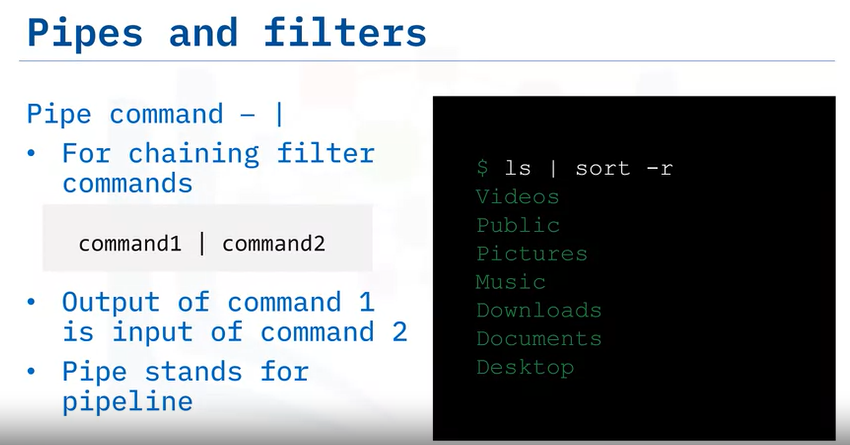 Pipes and filters
Pipe command – |
• For chaining filter
commands
command1 | command2
• Output of command 1
is input of command 2
• Pipe stands for
pipeline
$ ls | sort -r
Videos
Public
Pictures
Music
Downloads
Documents
Desktop